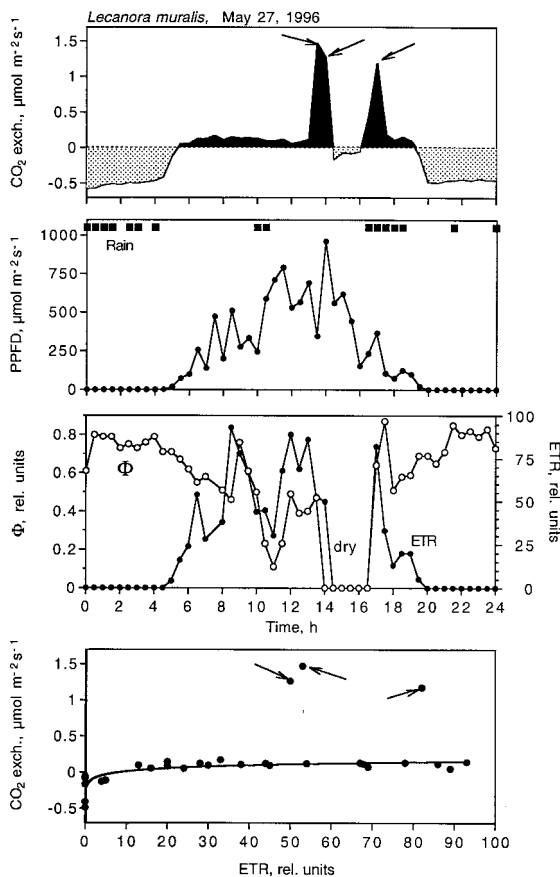 Lecanora muralis, May 27, 1996
CO2 exch., µmol m-2s-1
1.5
1
0.5
0
-0.5
Rain
PPFD, µmol m-2s-1
1000
750
500
250
0
Φ, rel. units
0.8
0.6
0.4
0.2
0
Φ
dry
ETR
100
75
50
25
0
ETR, rel. units
0 2 4 6 8 10 12 14 16 18 20 22 24
Time, h
CO2 exch., µmol m-2s-1
1.5
1
0.5
0
-0.5
0 10 20 30 40 50 60 70 80 90 100
ETR, rel. units